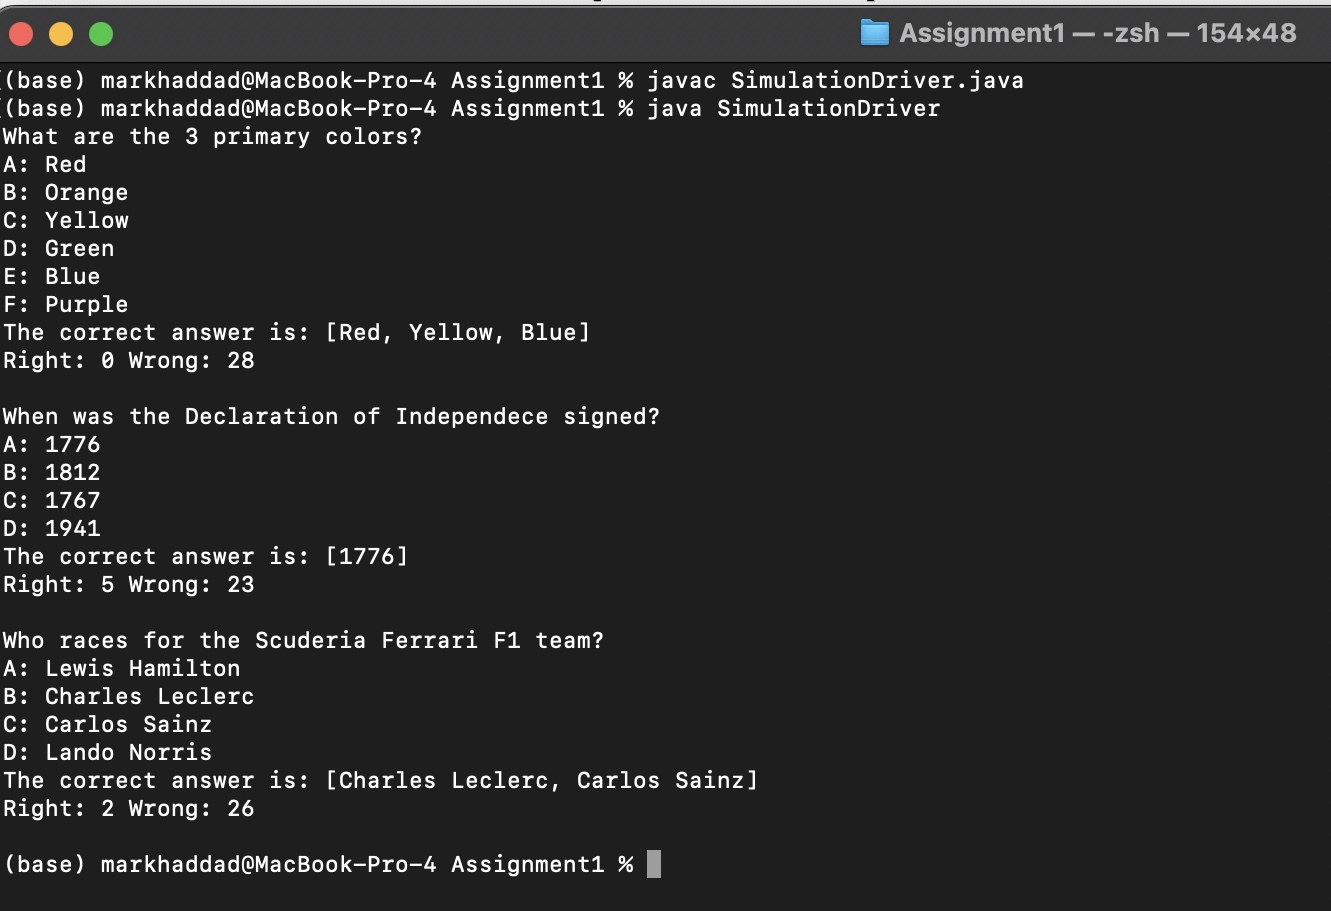 Assignment1 — -zsh — 154×48
(base) markhaddad@MacBook-Pro-4 Assignment1 % javac SimulationDriver.java
(base) markhaddad@MacBook-Pro-4 Assignment1 % java SimulationDriver
What are the 3 primary colors?
A: Red
B: Orange
C: Yellow
D: Green
E: Blue
F: Purple
The correct answer is: [Red, Yellow, Blue]
Right: 0 Wrong: 28
When was the Declaration of Independece signed?
A: 1776
B: 1812
C: 1767
D: 1941
The correct answer is: [1776]
Right: 5 Wrong: 23
Who races for the Scuderia Ferrari F1 team?
A: Lewis Hamilton
B: Charles Leclerc
C: Carlos Sainz
D: Lando Norris
The correct answer is: [Charles Leclerc, Carlos Sainz]
Right: 2 Wrong: 26
(base) markhaddad@MacBook-Pro-4 Assignment1 %